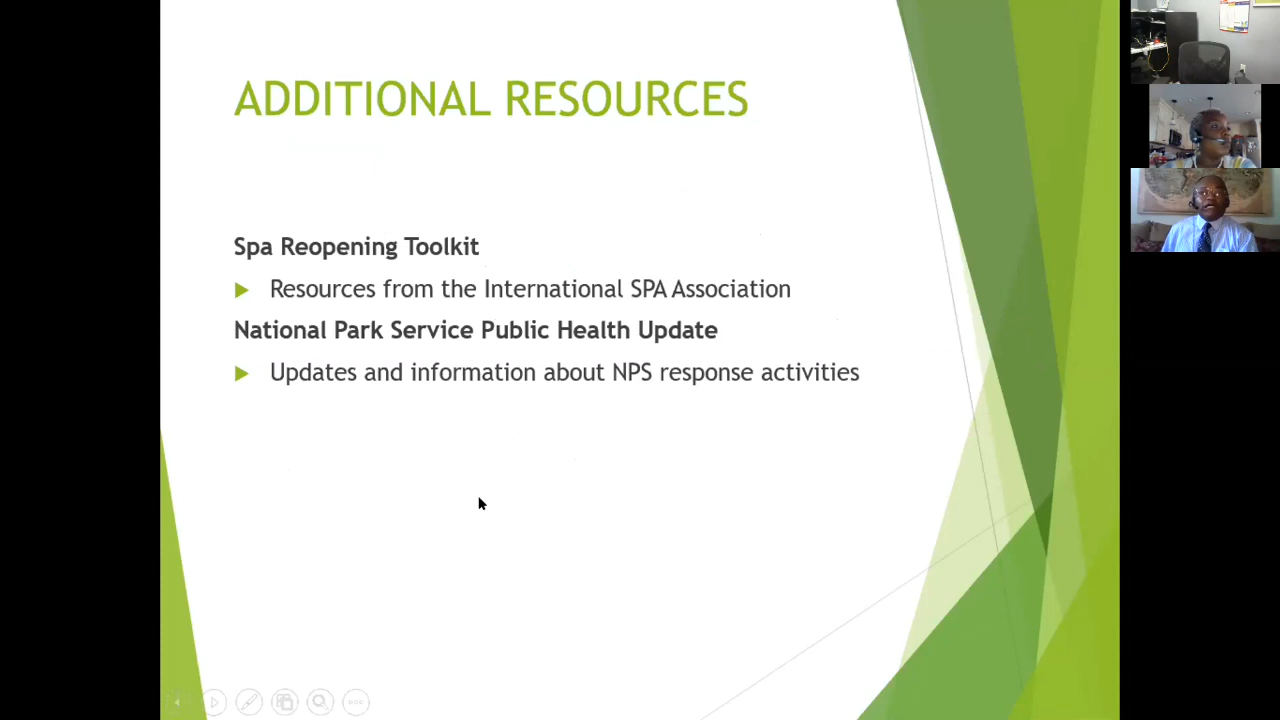 ADDITIONAL RESOURCES
Spa Reopening Toolkit
Resources from the International SPA Association
National Park Service Public Health Update
Updates and information about NPS response activities